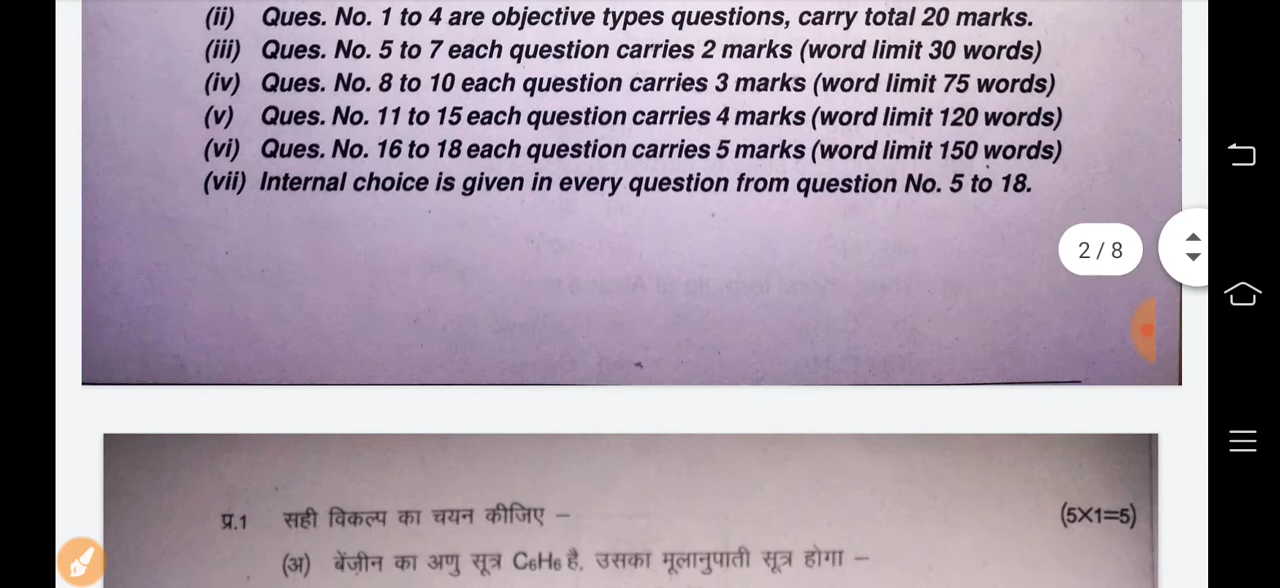 (ii) Ques. No. 1 to 4 are objective types questions, carry total 20 marks.
(iii) Ques. No. 5 to 7 each question carries 2 marks (word limit 30 words)
(iv) Ques. No. 8 to 10 each question carries 3 marks (word limit 75 words)
(v) Ques. No. 11 to 15 each question carries 4 marks (word limit 120 words)
(vi) Ques. No. 16 to 18 each question carries 5 marks (word limit 150 words)
(vii) Internal choice is given in every question from question No. 5 to 18.
2 / 8
प्र.1 सही विकल्प का चयन कीजिए – (5X1=5)
(अ) बेंज़ीन का अणु सूत्र C6H6 है, उसका मूलानुपाती सूत्र होगा –